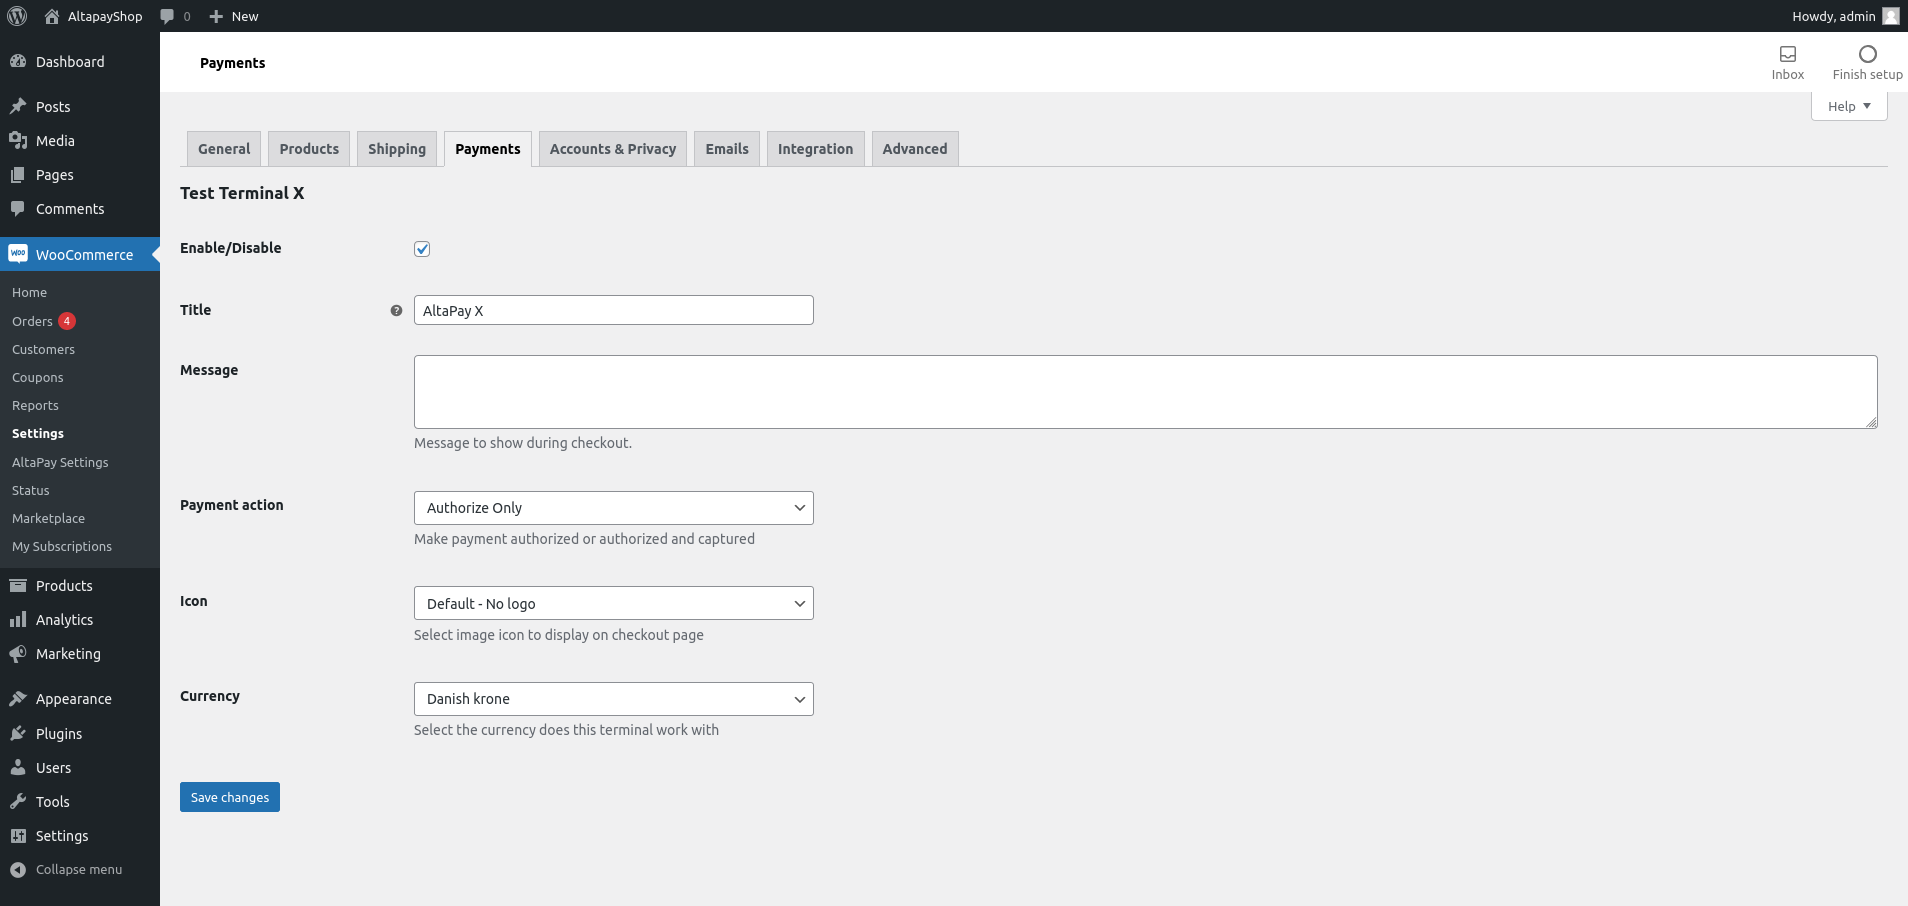 AltapayShop
0
New
Howdy, admin
Dashboard
Posts
Media
Pages
Comments
WooCommerce
Home
Orders 4
Customers
Coupons
Reports
Settings
AltaPay Settings
Status
Marketplace
My Subscriptions
Products
Analytics
Marketing
Appearance
Plugins
Users
Tools
Settings
Collapse menu
Payments
Inbox
Finish setup
Help
General
Products
Shipping
Payments
Accounts & Privacy
Emails
Integration
Advanced
Test Terminal X
Enable/Disable
Title
AltaPay X
Message
Message to show during checkout.
Payment action
Authorize Only
Make payment authorized or authorized and captured
Icon
Default - No logo
Select image icon to display on checkout page
Currency
Danish krone
Select the currency does this terminal work with
Save changes